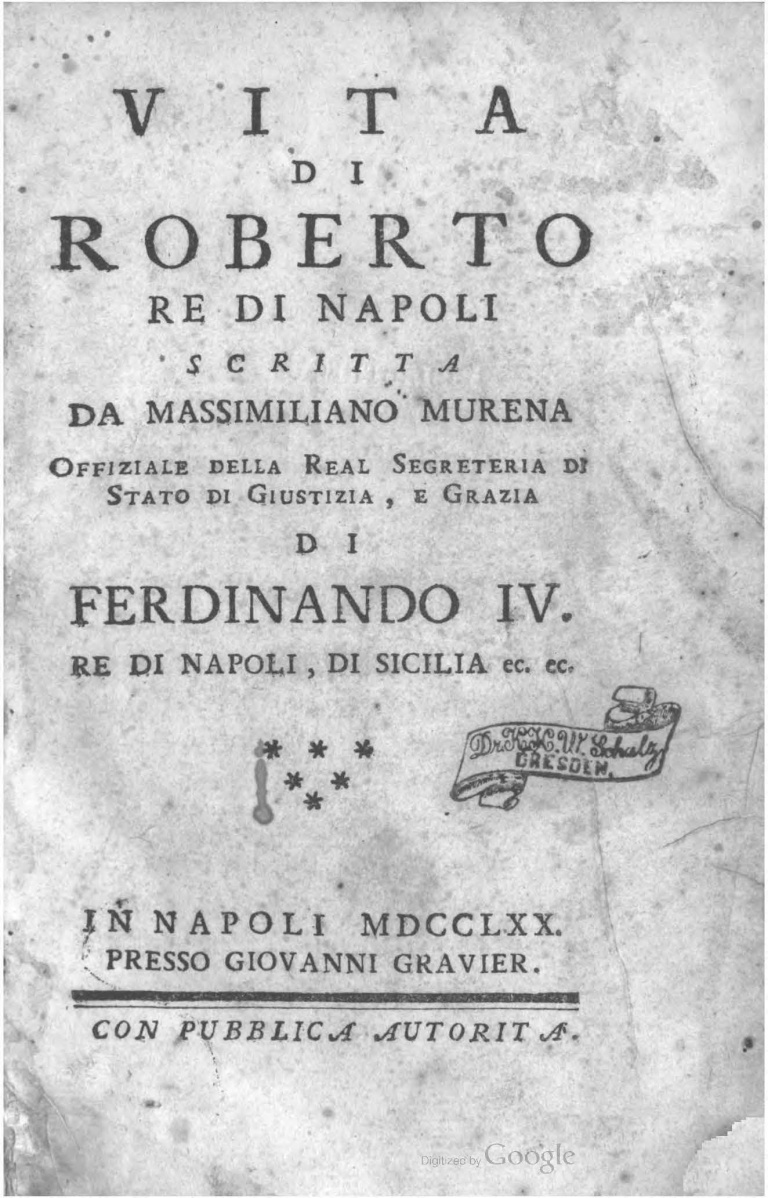 VITA
DI
ROBERTO
RE DI NAPOLI
SCRITTA
DA MASSIMILIANO MURENA
OFFIZIALE DELLA REAL SEGRETERIA DI
STATO DI GIUSTIZIA, E GRAZIA
DI
FERDINANDO IV.
RE DI NAPOLI, DI SICILIA ec. ec.
* * *
* *
*
Dr. K.K.W. Schulz
DRESDEN.
IN NAPOLI MDCCLXX.
PRESSO GIOVANNI GRAVIER.
CON PUBBLICA AUTORITA.
Digitized by Google